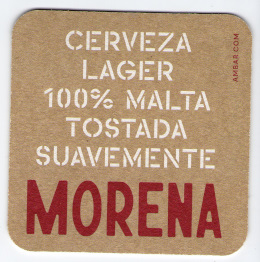 CERVEZA
LAGER
100% MALTA
TOSTADA
SUAVEMENTE
MORENA
AMBAR.COM